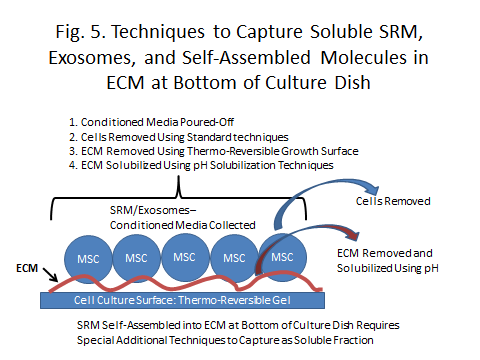 Fig. 5. Techniques to Capture Soluble SRM,
Exosomes, and Self-Assembled Molecules in
ECM at Bottom of Culture Dish
1. Conditioned Media Poured-Off
2. Cells Removed Using Standard techniques
3. ECM Removed Using Thermo-Reversible Growth Surface
4. ECM Solubilized Using pH Solubilization Techniques
SRM/Exosomes–
Conditioned Media Collected
Cells Removed
MSC MSC MSC MSC MSC
ECM Removed and
Solubilized Using pH
ECM
Cell Culture Surface: Thermo-Reversible Gel
SRM Self-Assembled into ECM at Bottom of Culture Dish Requires
Special Additional Techniques to Capture as Soluble Fraction